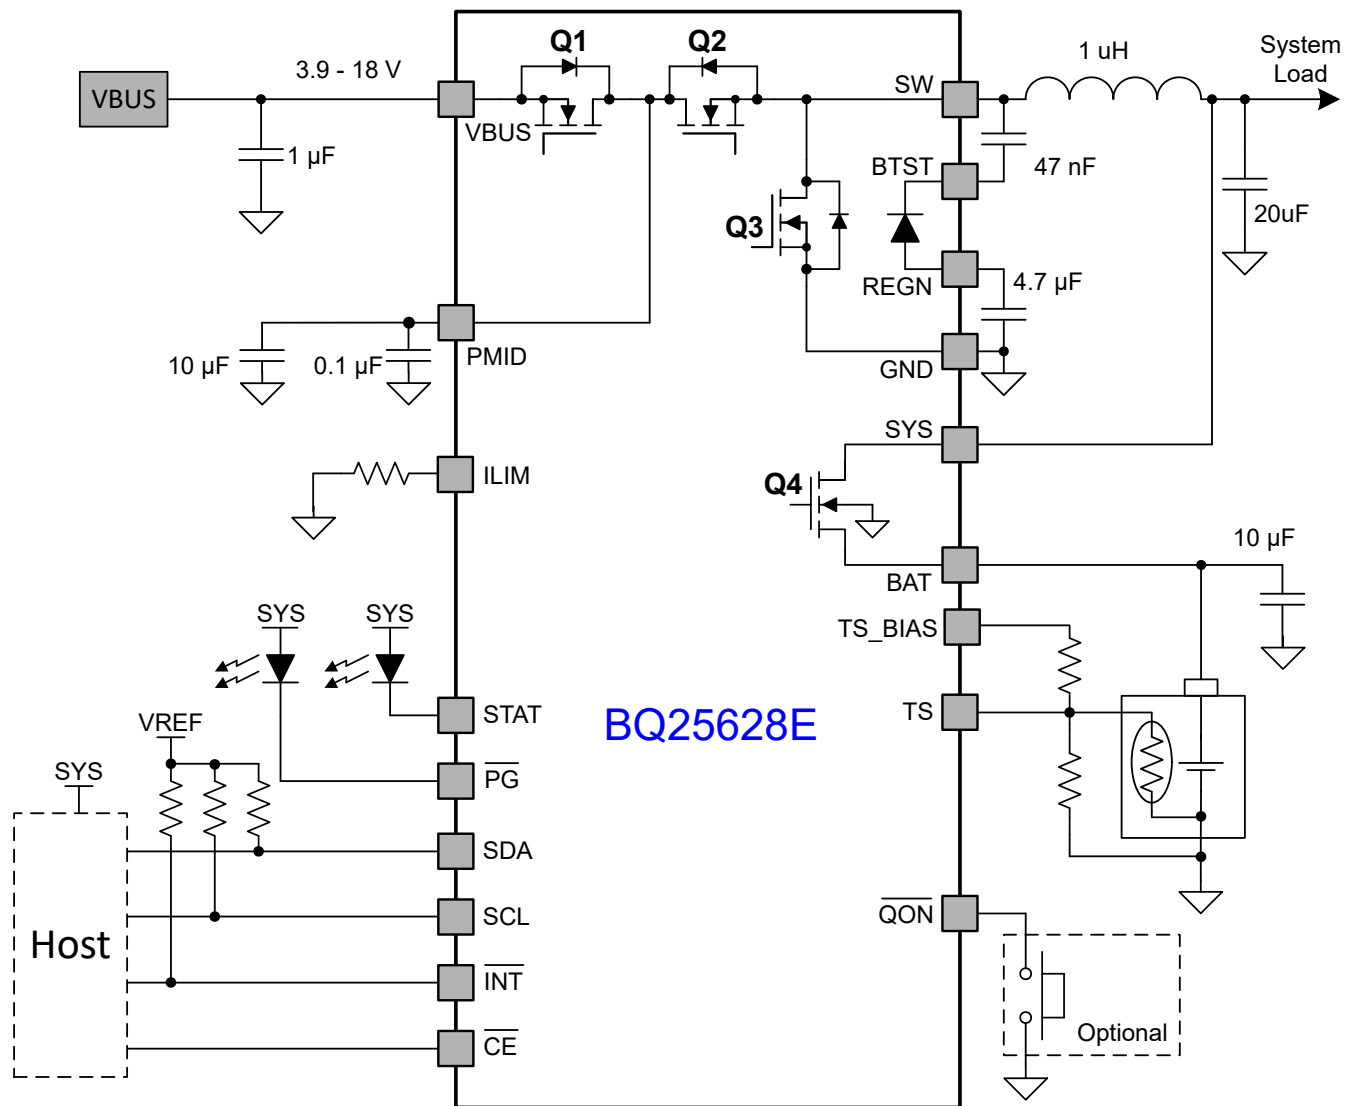 Q1
Q2
1 uH
System
Load
3.9 - 18 V
SW
VBUS
VBUS
1 µF
BTST
47 nF
20uF
Q3
REGN
4.7 µF
PMID
10 µF
0.1 µF
GND
SYS
ILIM
Q4
10 µF
BAT
SYS
SYS
TS_BIAS
STAT
BQ25628E
TS
VREF
PG
SYS
SDA
SCL
QON
Host
INT
Optional
CE